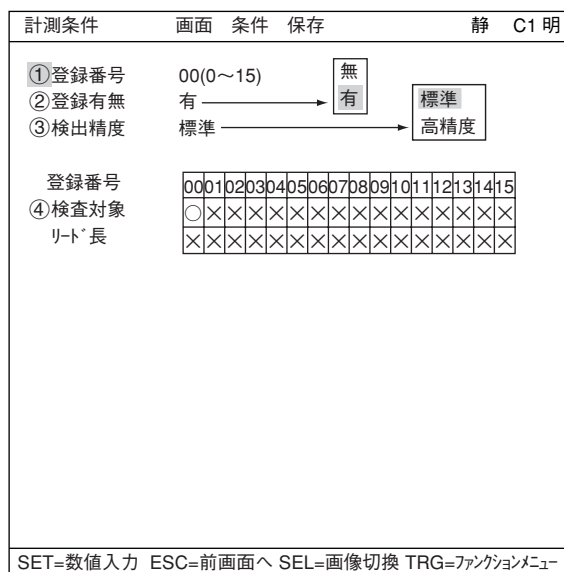 計測条件 画面 条件 保存 静 C1 明
①登録番号 00(0～15) 無
②登録有無 有 有 標準
③検出精度 標準 高精度
登録番号 00 01 02 03 04 05 06 07 08 09 10 11 12 13 14 15
④検査対象 ○ × × × × × × × × × × × × × × ×
リード長 × × × × × × × × × × × × × × × ×
SET=数値入力 ESC=前画面へ SEL=画像切換 TRG=ファンクションメニュー